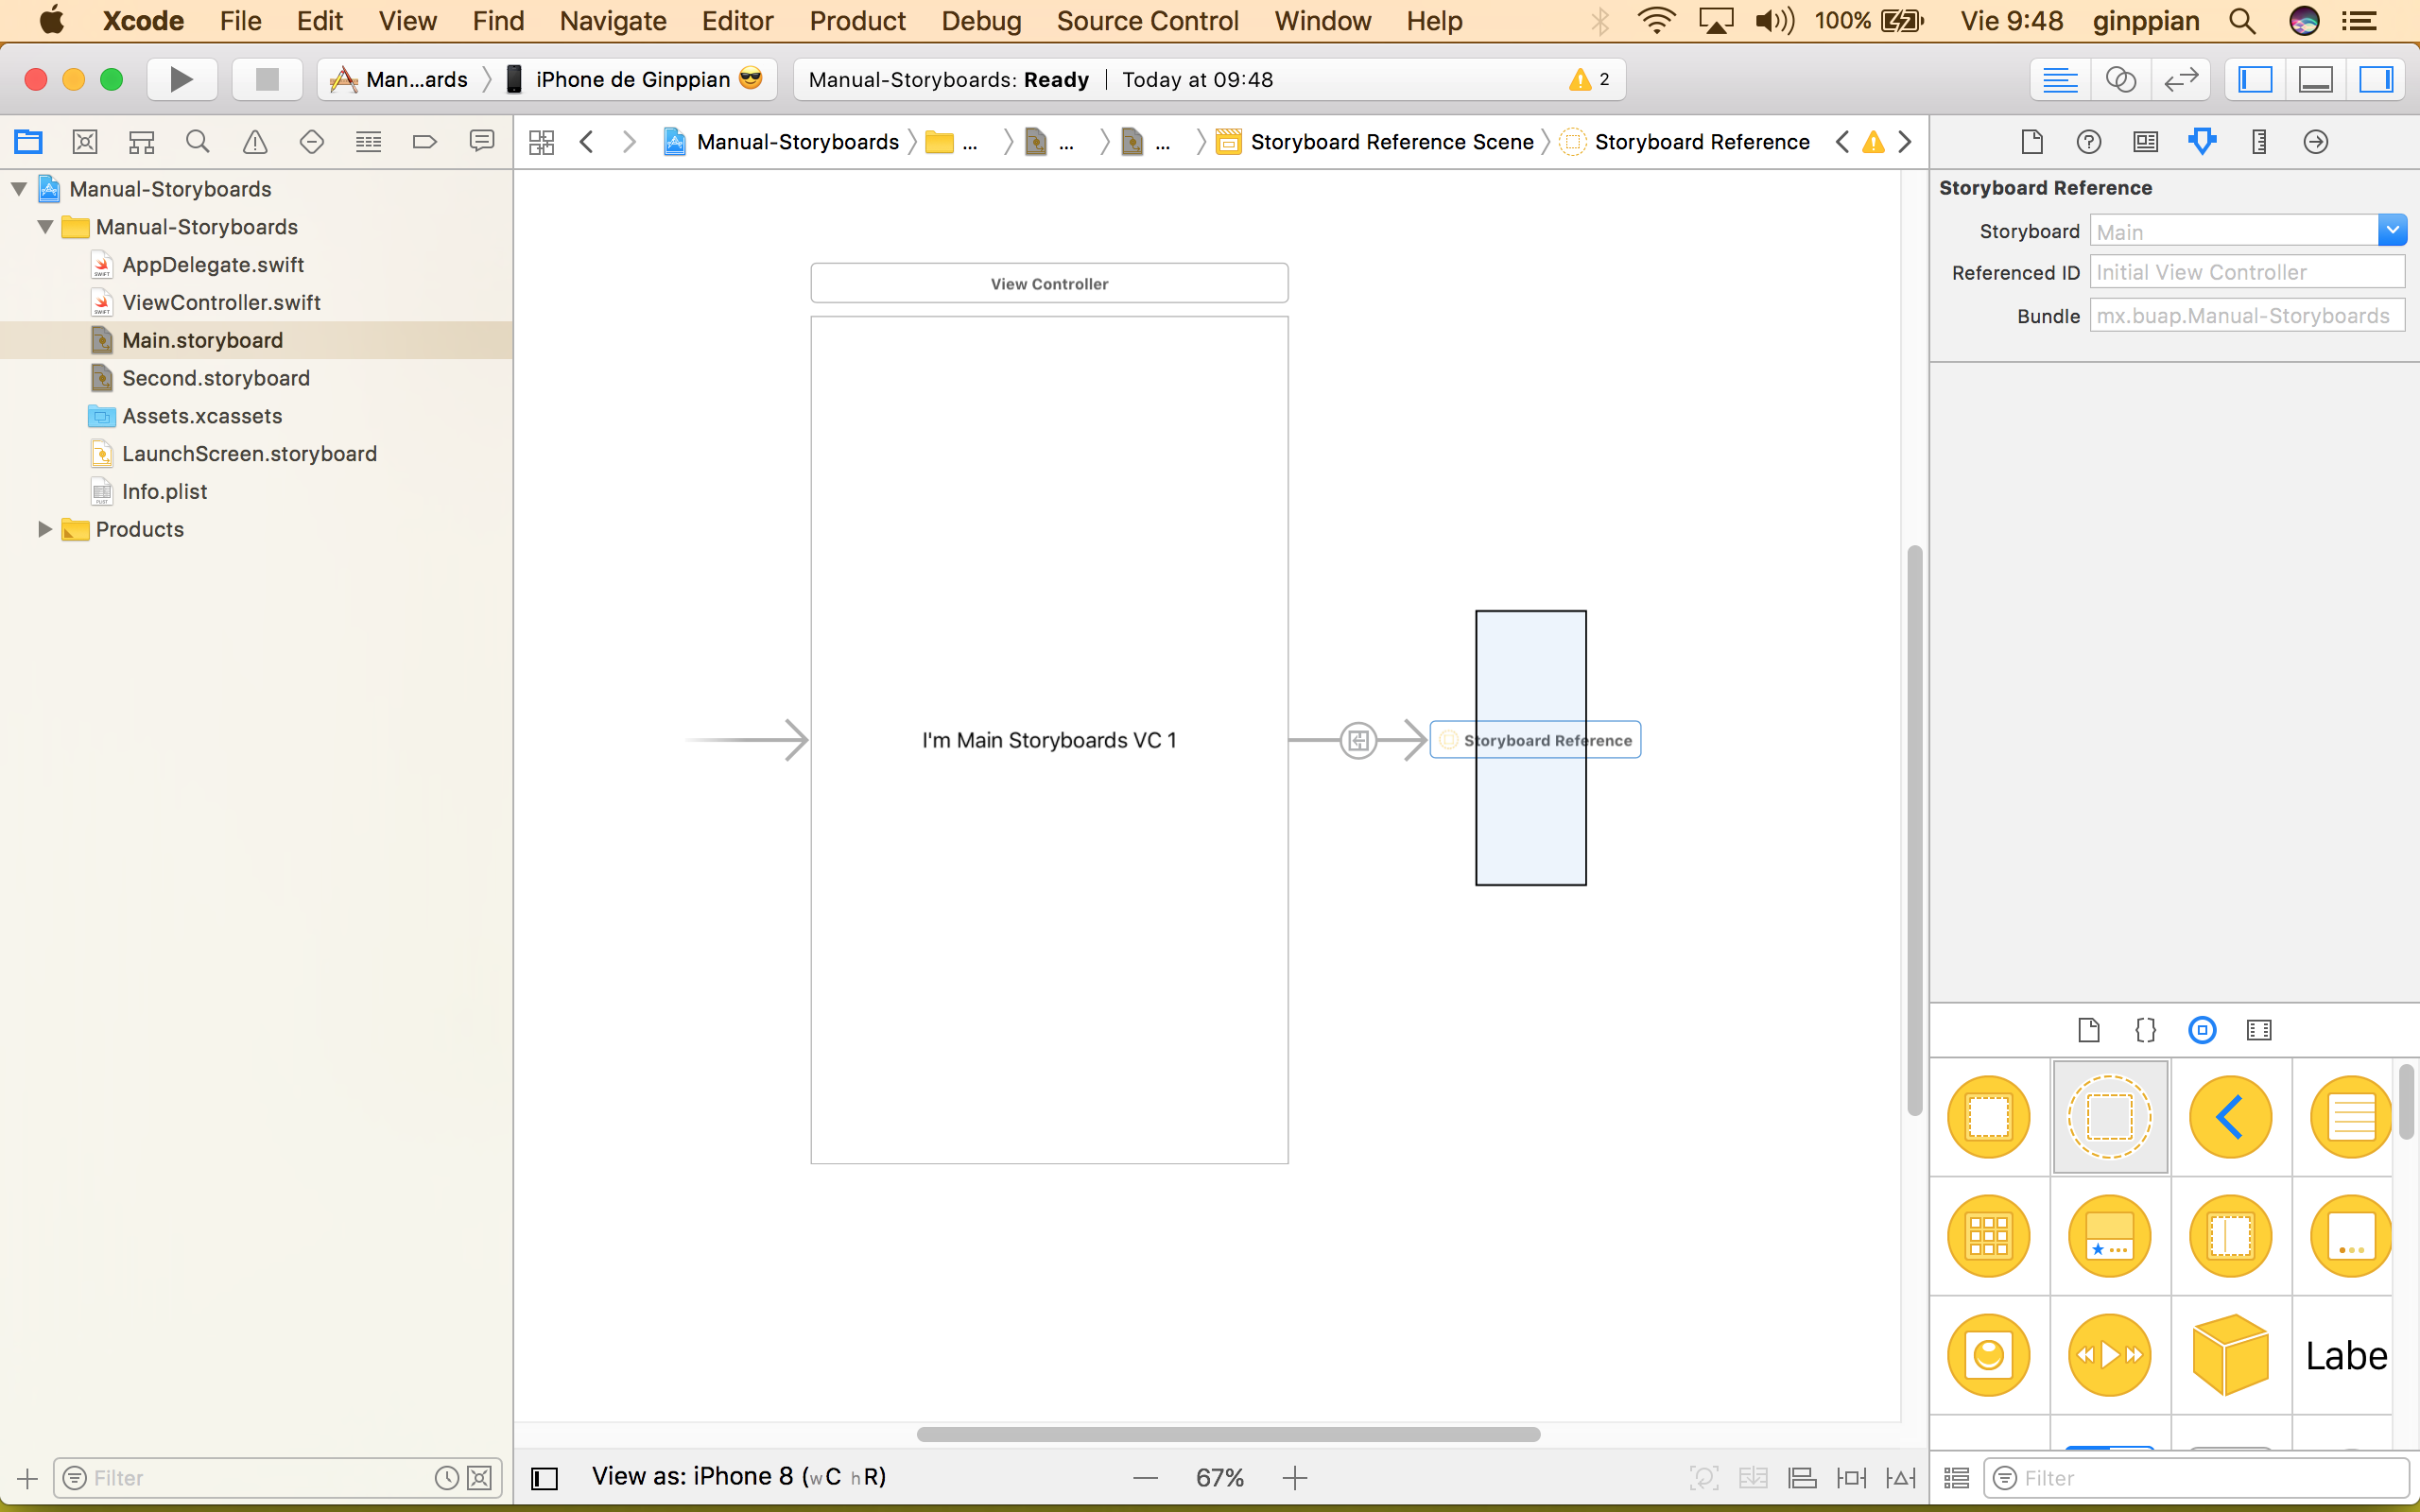 Xcode File Edit View Find Navigate Editor Product Debug Source Control Window Help 100% Vie 9:48 ginppian
Man...ards iPhone de Ginppian 😎 Manual-Storyboards: Ready | Today at 09:48 2
Manual-Storyboards ... ... ... Storyboard Reference Scene Storyboard Reference
Manual-Storyboards
Manual-Storyboards
AppDelegate.swift
ViewController.swift
Main.storyboard
Second.storyboard
Assets.xcassets
LaunchScreen.storyboard
Info.plist
Products
Filter
View Controller
I'm Main Storyboards VC 1
Storyboard Reference
View as: iPhone 8 (wC hR)
67%
Storyboard Reference
Storyboard Main
Referenced ID Initial View Controller
Bundle mx.buap.Manual-Storyboards
{}
Labe
Filter